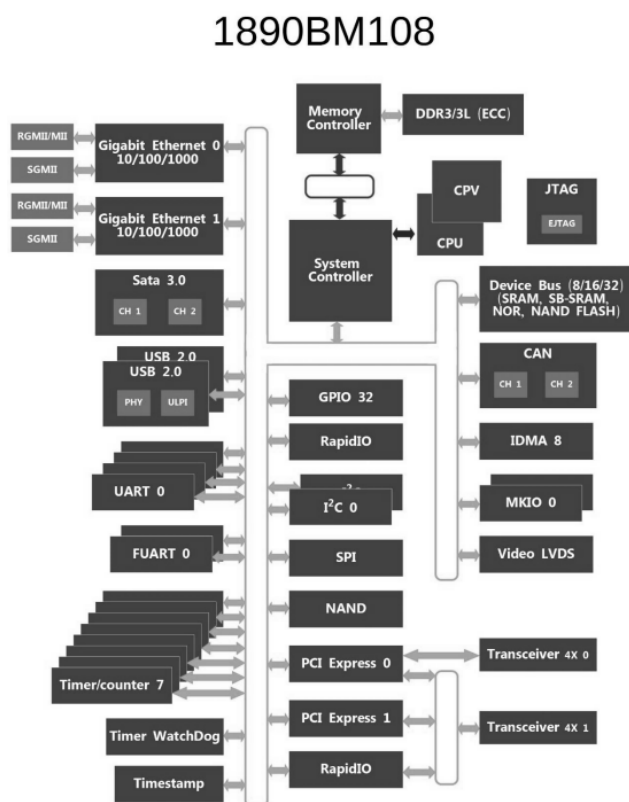 1890BM108
RGMII/MII
SGMII
Gigabit Ethernet 0
10/100/1000
RGMII/MII
SGMII
Gigabit Ethernet 1
10/100/1000
Sata 3.0
CH 1
CH 2
USB 2.0
USB 2.0
PHY
ULPI
UART 0
FUART 0
Timer/counter 7
Timer WatchDog
Timestamp
Memory
Controller
DDR3/3L (ECC)
System
Controller
CPV
CPU
JTAG
EJTAG
GPIO 32
RapidIO
I²C 0
SPI
NAND
PCI Express 0
PCI Express 1
RapidIO
Device Bus (8/16/32)
(SRAM, SB-SRAM,
NOR, NAND FLASH)
CAN
CH 1
CH 2
IDMA 8
MKIO 0
Video LVDS
Transceiver 4X 0
Transceiver 4X 1